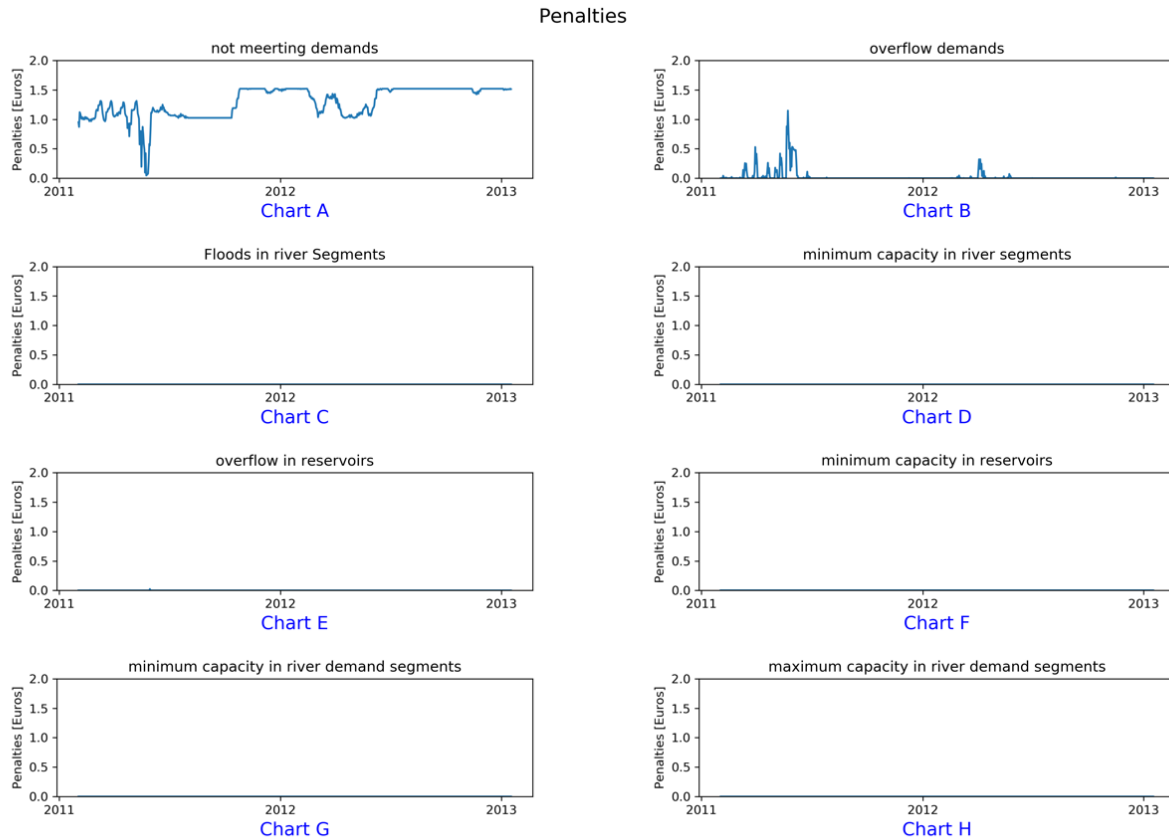 Penalties
not meerting demands
Penalties [Euros]
2.0
1.5
1.0
0.5
0.0
2011 2012 2013
Chart A
overflow demands
Penalties [Euros]
2.0
1.5
1.0
0.5
0.0
2011 2012 2013
Chart B
Floods in river Segments
Penalties [Euros]
2.0
1.5
1.0
0.5
0.0
2011 2012 2013
Chart C
minimum capacity in river segments
Penalties [Euros]
2.0
1.5
1.0
0.5
0.0
2011 2012 2013
Chart D
overflow in reservoirs
Penalties [Euros]
2.0
1.5
1.0
0.5
0.0
2011 2012 2013
Chart E
minimum capacity in reservoirs
Penalties [Euros]
2.0
1.5
1.0
0.5
0.0
2011 2012 2013
Chart F
minimum capacity in river demand segments
Penalties [Euros]
2.0
1.5
1.0
0.5
0.0
2011 2012 2013
Chart G
maximum capacity in river demand segments
Penalties [Euros]
2.0
1.5
1.0
0.5
0.0
2011 2012 2013
Chart H